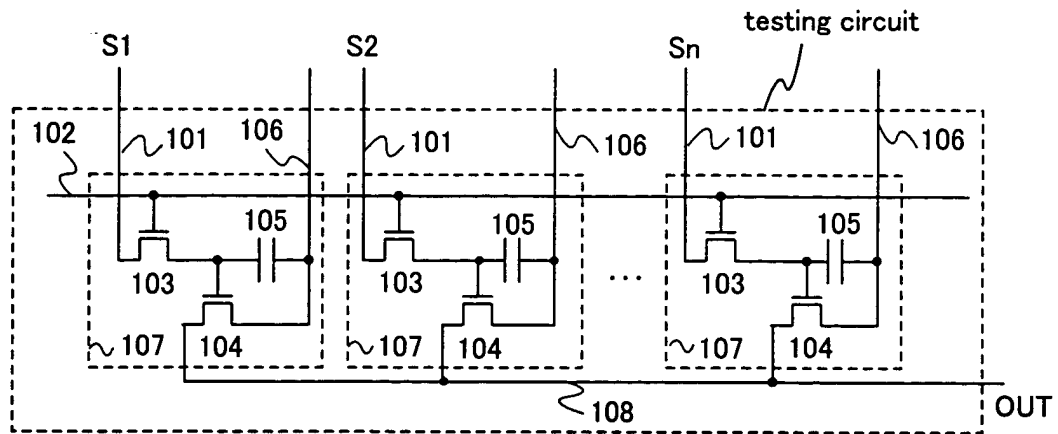 testing circuit
S1 S2 Sn
102 101 106 101 106 101 106
105 105 105
103 103 ... 103
107 104 107 104 107 104
108
OUT